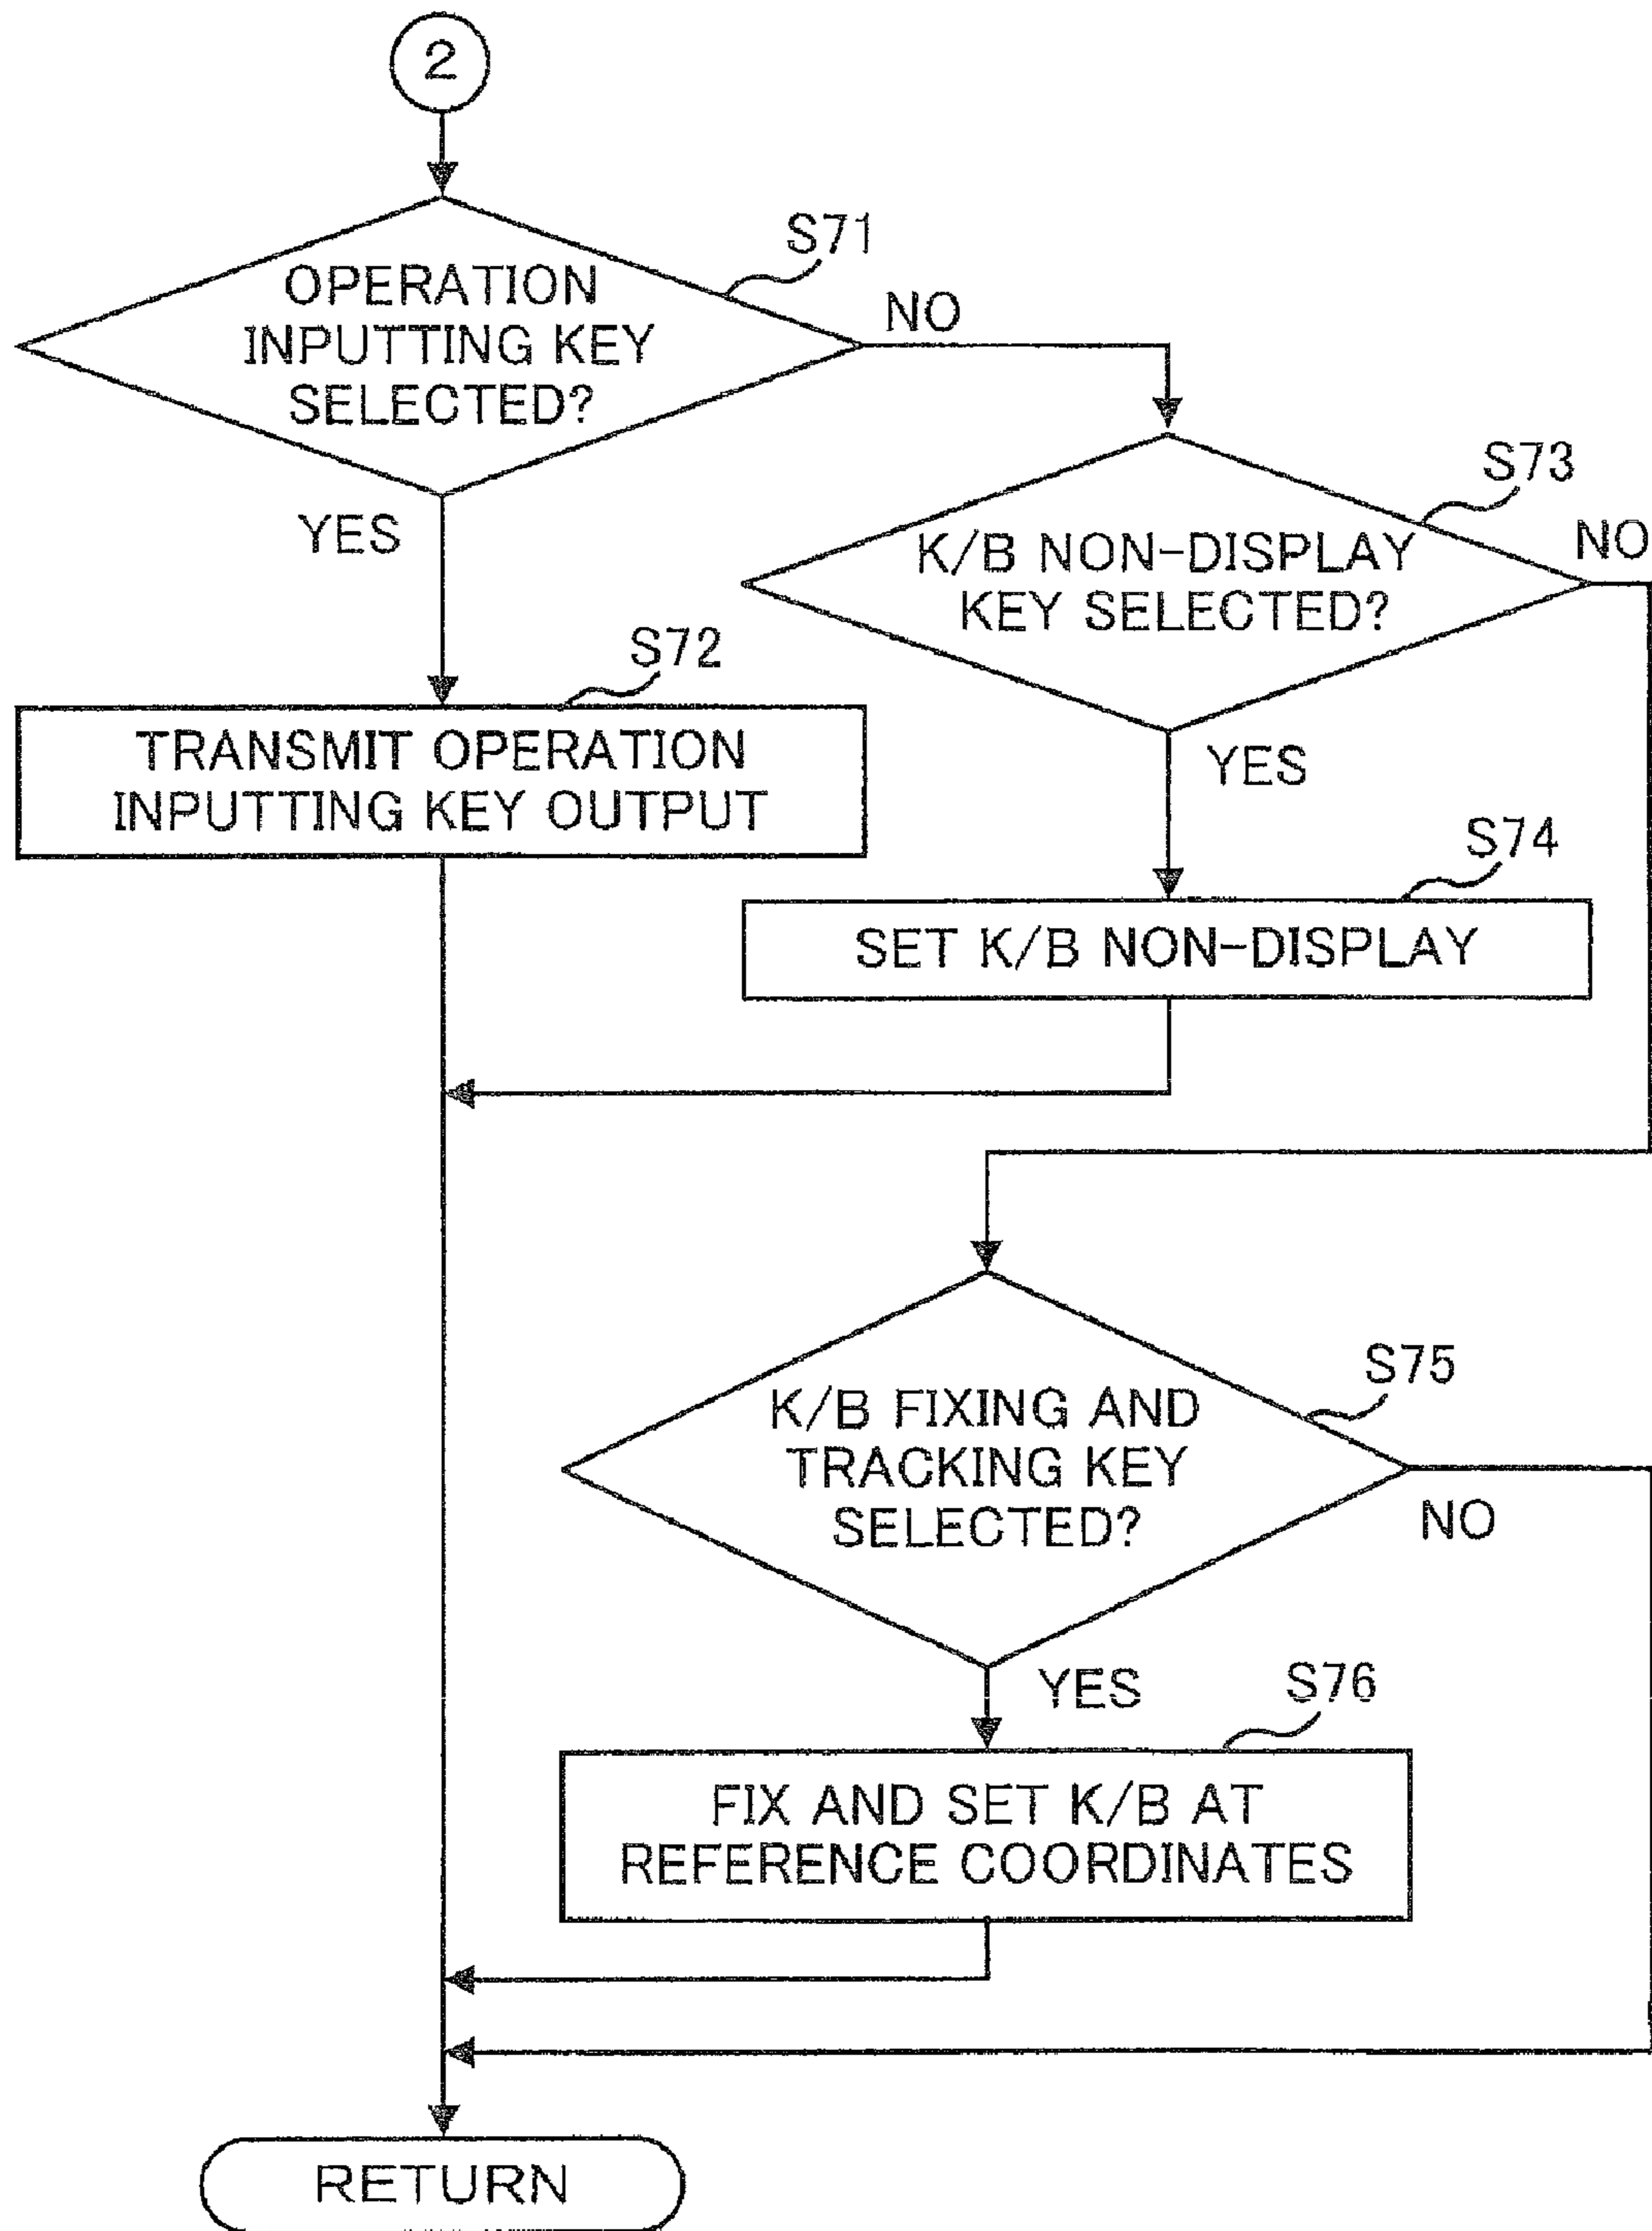 2
S71
OPERATION
INPUTTING KEY
SELECTED?
NO
YES
S73
K/B NON-DISPLAY
KEY SELECTED?
NO
YES
S72
TRANSMIT OPERATION
INPUTTING KEY OUTPUT
S74
SET K/B NON-DISPLAY
S75
K/B FIXING AND
TRACKING KEY
SELECTED?
NO
YES
S76
FIX AND SET K/B AT
REFERENCE COORDINATES
RETURN